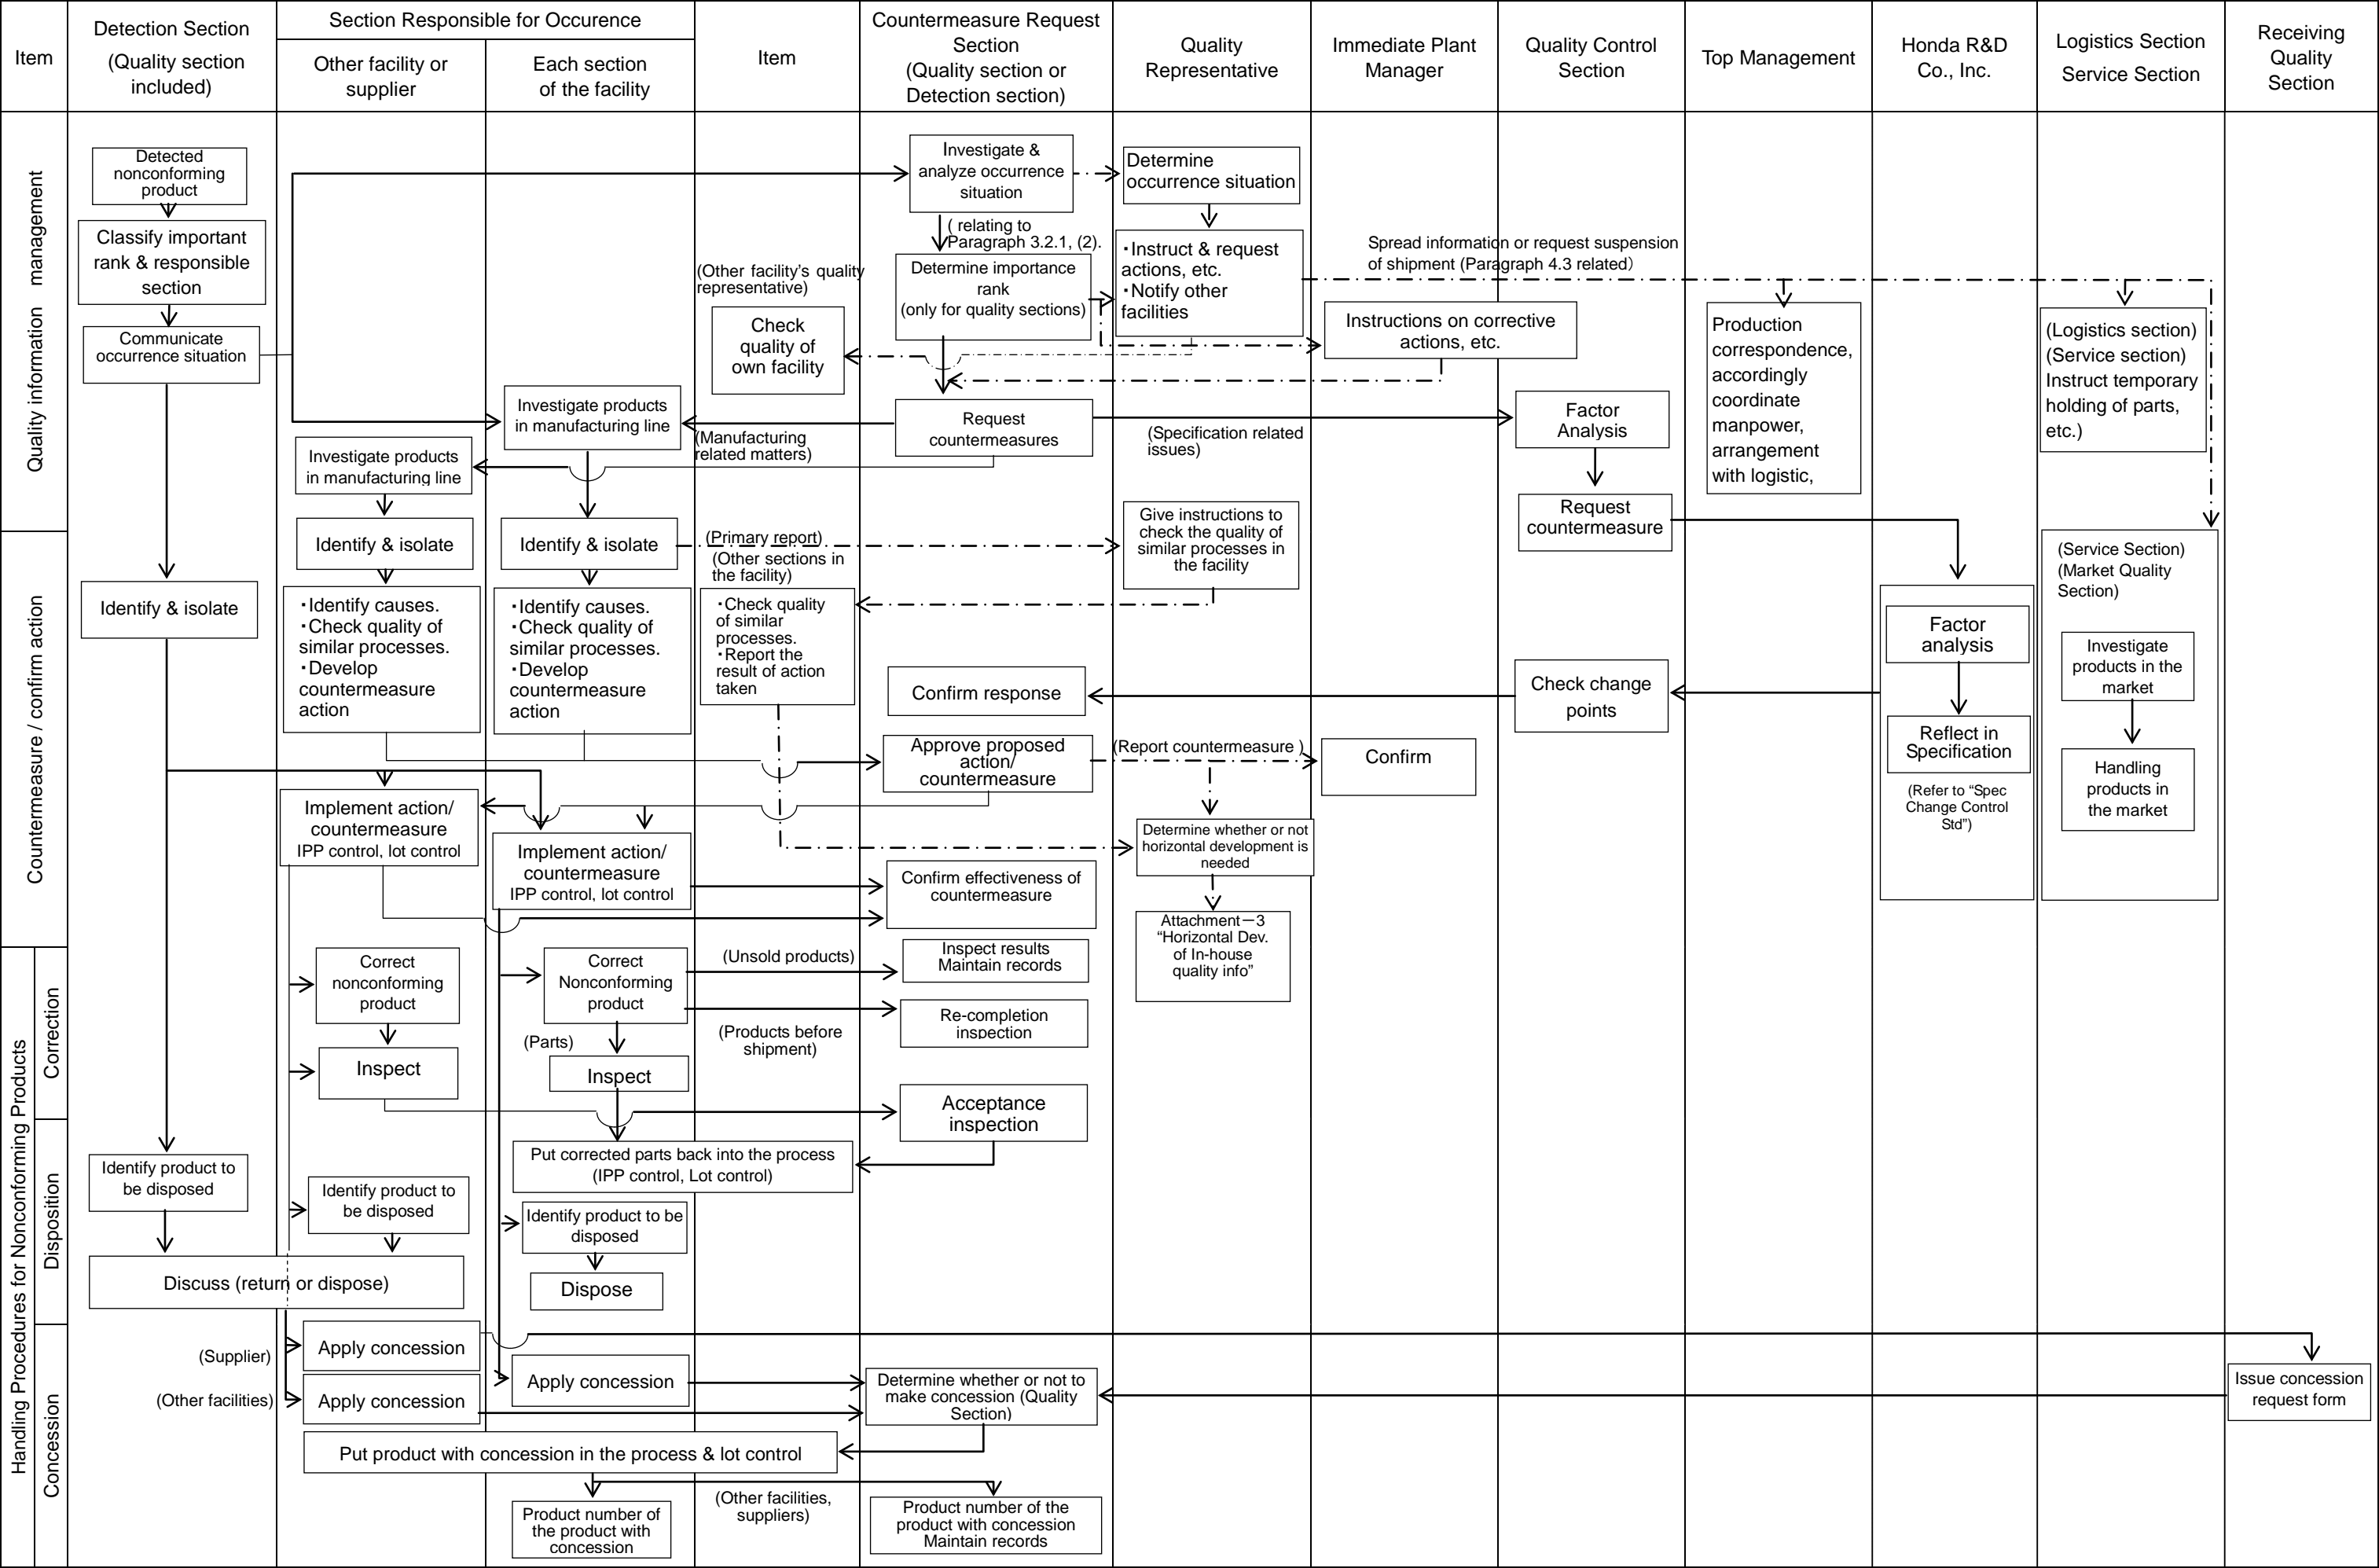 Item
Detection Section
(Quality section
included)
Section Responsible for Occurence
Other facility or
supplier
Each section
of the facility
Item
Countermeasure Request
Section
(Quality section or
Detection section)
Quality
Representative
Immediate Plant
Manager
Quality Control
Section
Top Management
Honda R&D
Co., Inc.
Logistics Section
Service Section
Receiving
Quality
Section
Quality information management
Detected
nonconforming
product
Classify important
rank & responsible
section
Communicate
occurrence situation
Investigate &
analyze occurrence
situation
Determine
occurrence situation
( relating to
Paragraph 3.2.1, (2).
Determine importance
rank
(only for quality sections)
・Instruct & request
actions, etc.
・Notify other
facilities
Spread information or request suspension
of shipment (Paragraph 4.3 related）
(Other facility's quality
representative)
Check
quality of
own facility
Instructions on corrective
actions, etc.
Production
correspondence,
accordingly
coordinate
manpower,
arrangement
with logistic,
(Logistics section)
(Service section)
Instruct temporary
holding of parts,
etc.)
Investigate products
in manufacturing line
(Manufacturing
related matters)
Request
countermeasures
(Specification related
issues)
Factor
Analysis
Investigate products
in manufacturing line
Request
countermeasure
Countermeasure / confirm action
Identify & isolate
Identify & isolate
(Primary report)
(Other sections in
the facility)
Give instructions to
check the quality of
similar processes in
the facility
Identify & isolate
・Identify causes.
・Check quality of
similar processes.
・Develop
countermeasure
action
・Identify causes.
・Check quality of
similar processes.
・Develop
countermeasure
action
・Check quality
of similar
processes.
・Report the
result of action
taken
Confirm response
Check change
points
Factor
analysis
Reflect in
Specification
(Refer to “Spec
Change Control
Std”)
(Service Section)
(Market Quality
Section)
Investigate
products in the
market
Handling
products in
the market
Approve proposed
action/
countermeasure
(Report countermeasure )
Confirm
Implement action/
countermeasure
IPP control, lot control
Implement action/
countermeasure
IPP control, lot control
Determine whether or not
horizontal development is
needed
Confirm effectiveness of
countermeasure
Attachment－3
“Horizontal Dev.
of In-house
quality info”
Handling Procedures for Nonconforming Products
Correction
Correct
nonconforming
product
Correct
Nonconforming
product
(Unsold products)
Inspect results
Maintain records
(Products before
shipment)
Re-completion
inspection
Inspect
(Parts)
Inspect
Acceptance
inspection
Disposition
Put corrected parts back into the process
(IPP control, Lot control)
Identify product to
be disposed
Identify product to
be disposed
Identify product to be
disposed
Discuss (return or dispose)
Dispose
Concession
(Supplier)
Apply concession
(Other facilities)
Apply concession
Apply concession
Determine whether or not to
make concession (Quality
Section)
Issue concession
request form
Put product with concession in the process & lot control
(Other facilities,
suppliers)
Product number of
the product with
concession
Product number of the
product with concession
Maintain records